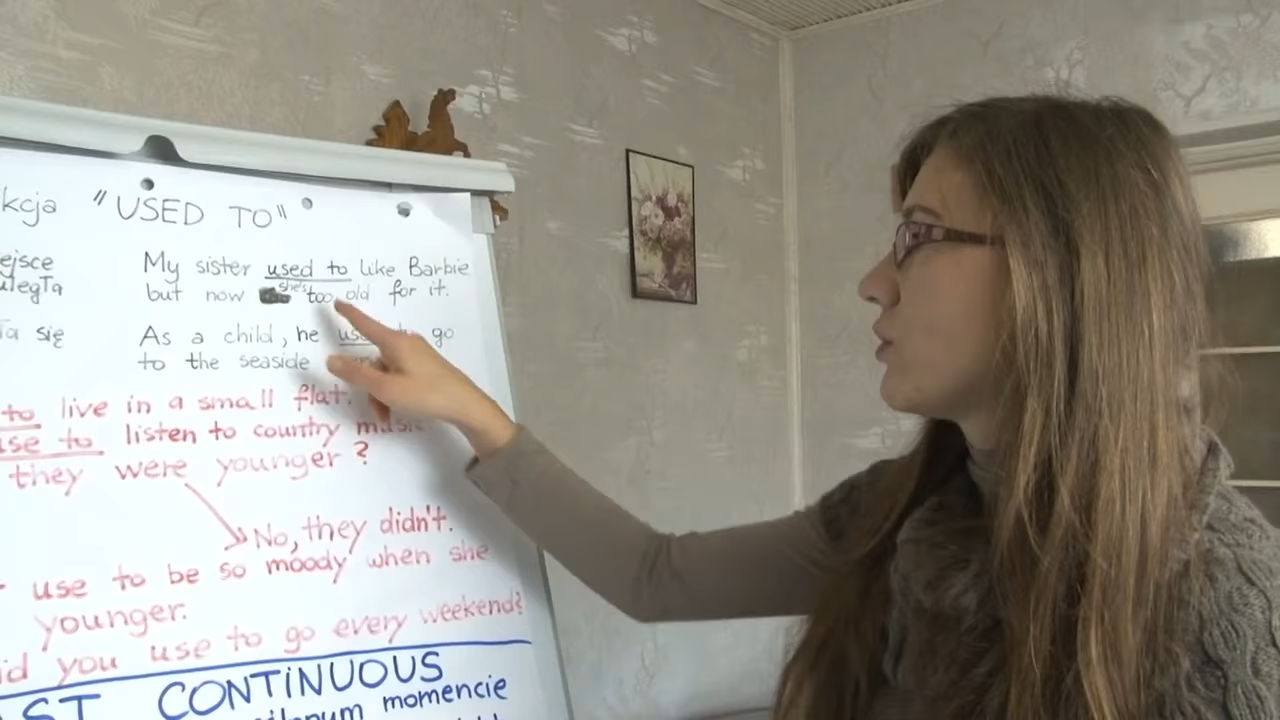 kcja "USED TO"
ejsce
uległa
My sister used to like Barbie
she's
but now too old for it.
ła się
As a child, he go
to the seaside
to live in a small flat.
use to listen to country
they were younger?
No, they didn't.
use to be so moody when she
younger.
id you use to go every weekend?
ST CONTINUOUS
momencie